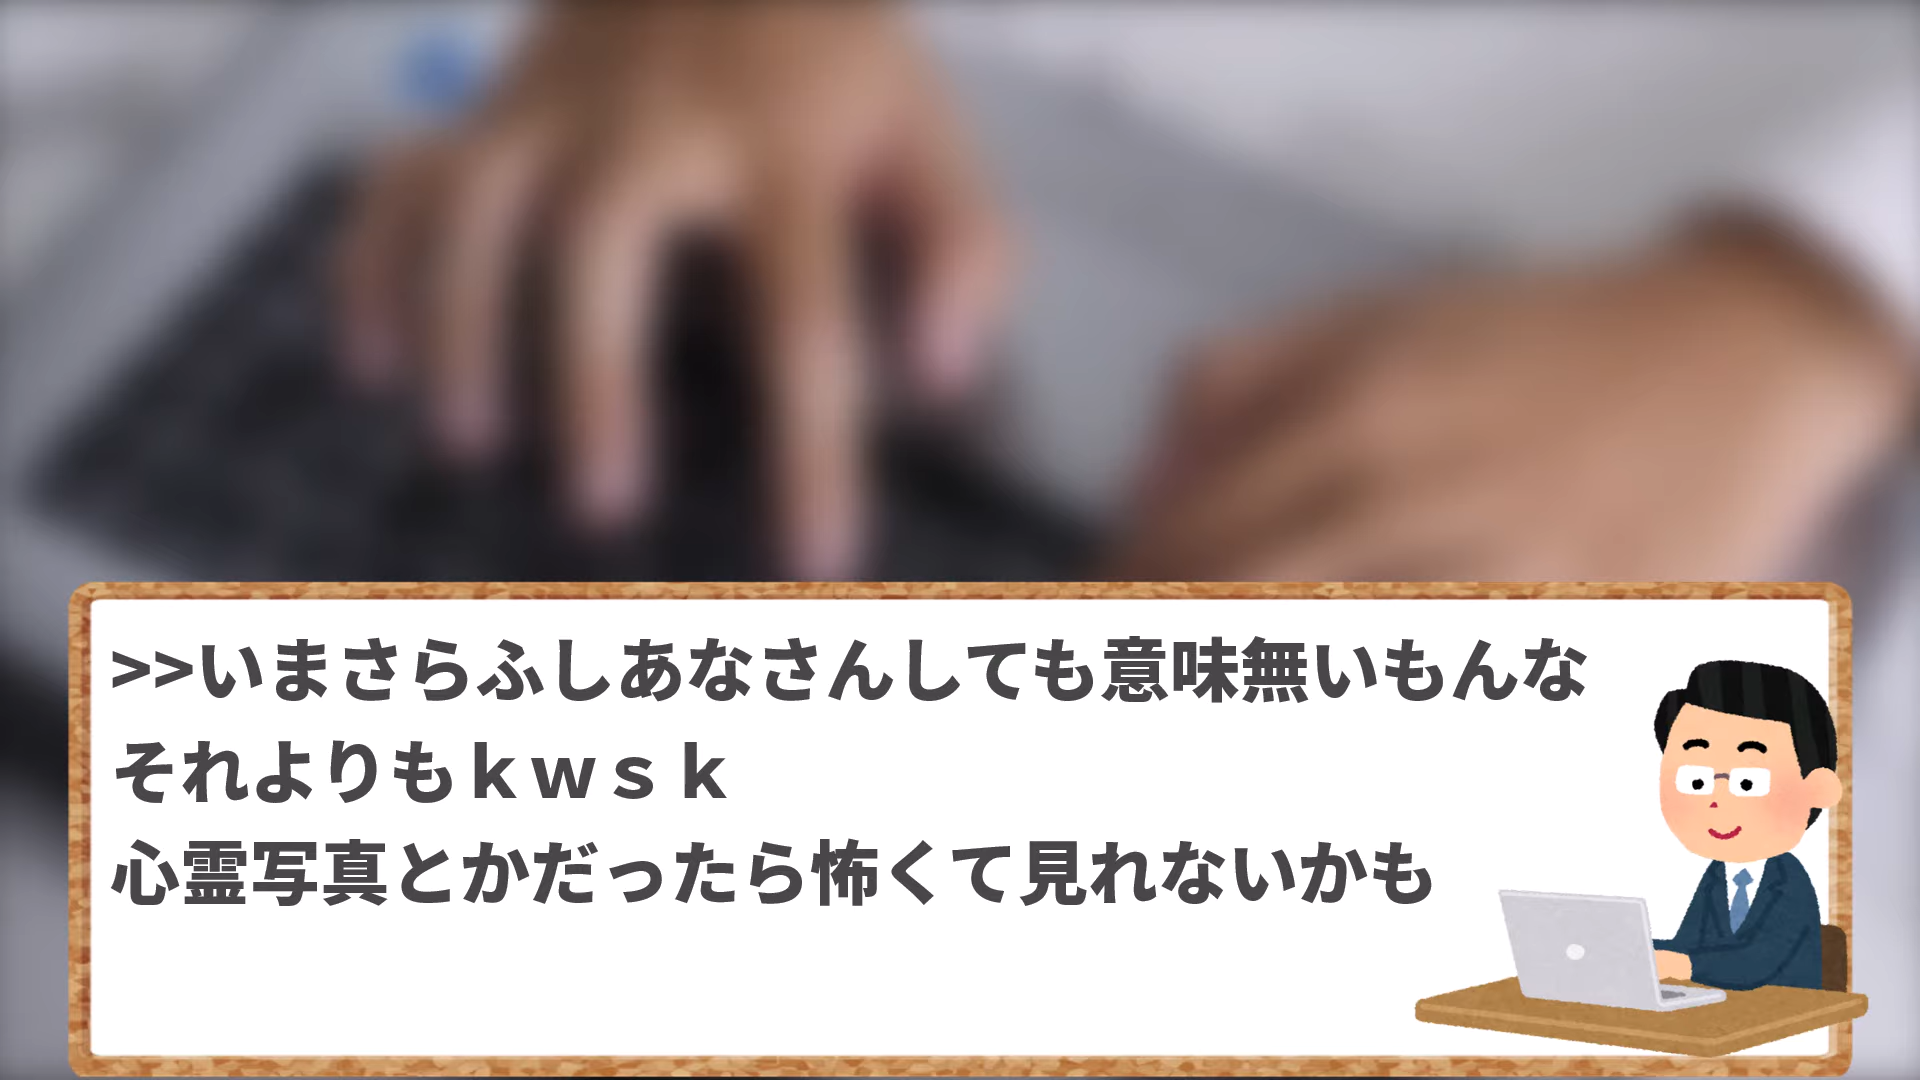 >>いまさらふしあなさんしても意味無いもんな
それよりもｋｗｓｋ
心霊写真とかだったら怖くて見れないかも